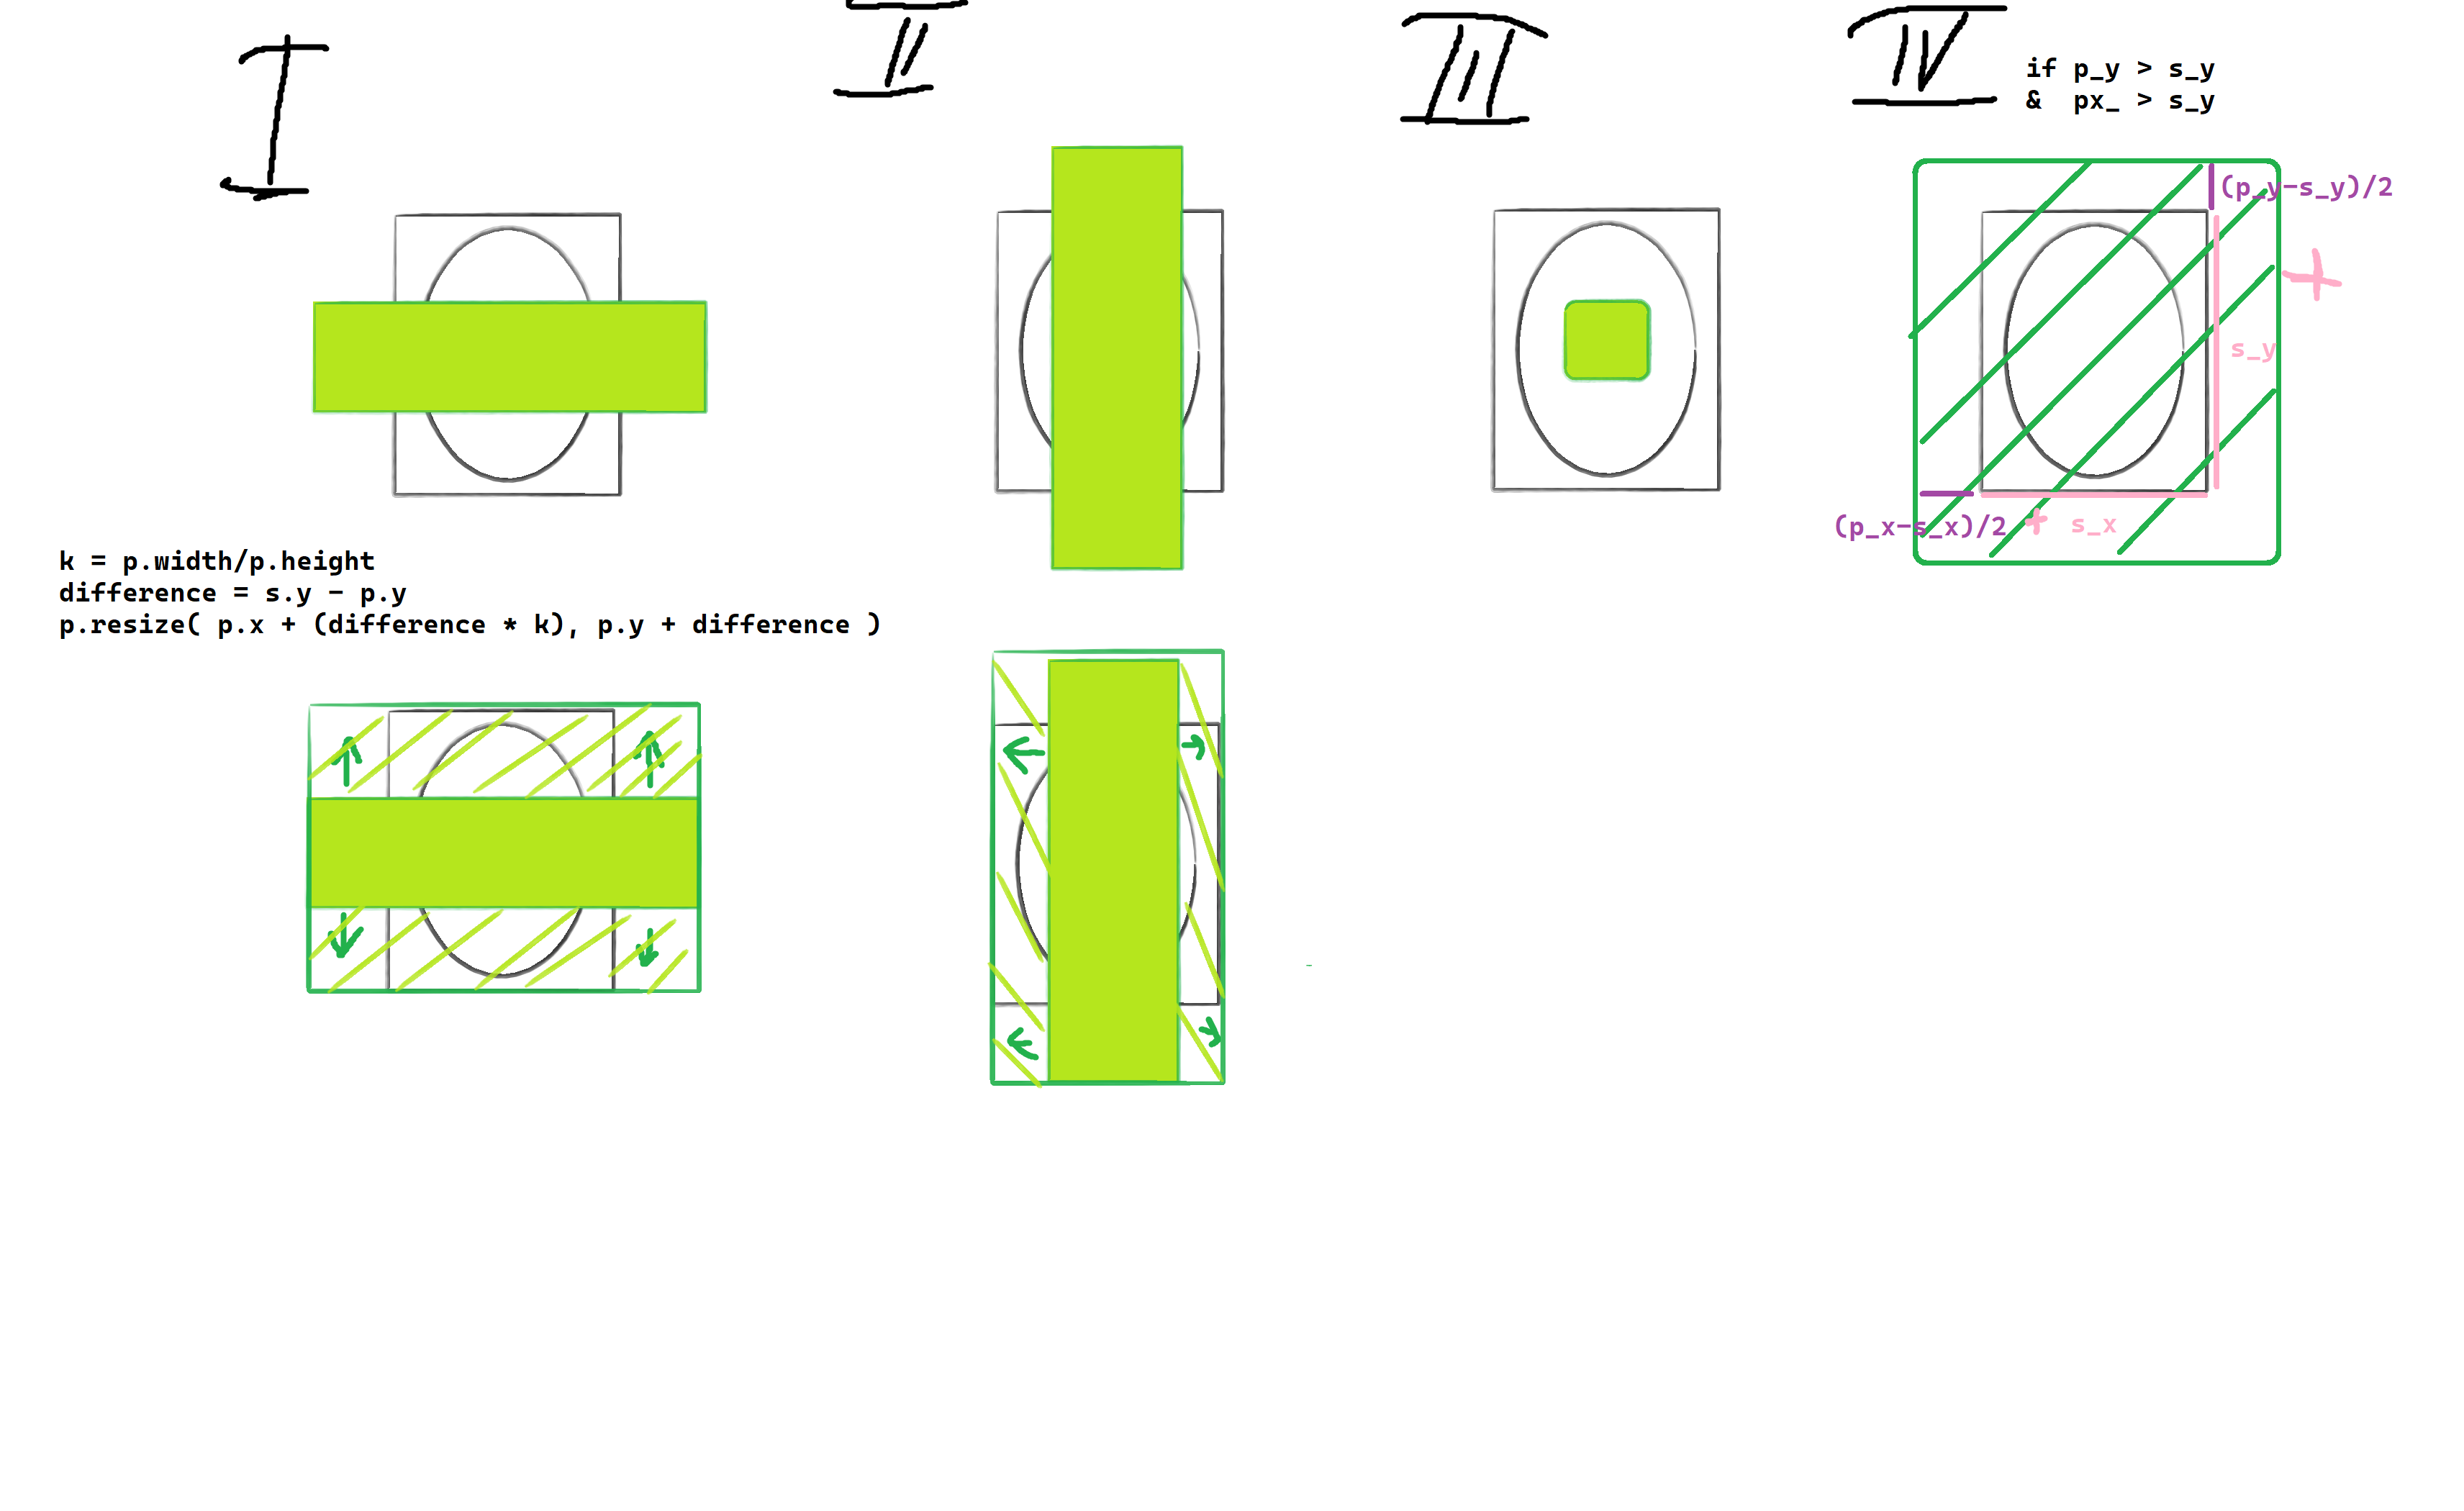 I
II
III
IV
if p_y > s_y
&  px_ > s_y
(p_y-s_y)/2
+
s_y
(p_x-s_x)/2 + s_x
k = p.width/p.height
difference = s.y - p.y
p.resize( p.x + (difference * k), p.y + difference )